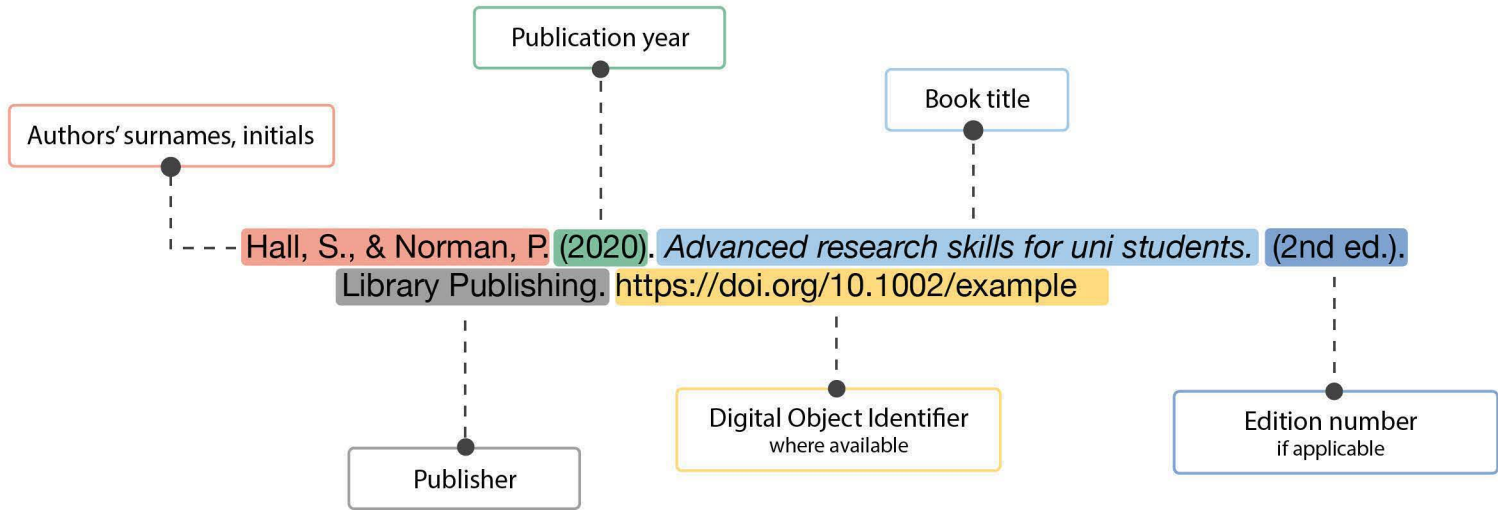 Publication year
Book title
Authors’ surnames, initials
Hall, S., & Norman, P. (2020). Advanced research skills for uni students. (2nd ed.).
Library Publishing. https://doi.org/10.1002/example
Digital Object Identifier
where available
Edition number
if applicable
Publisher